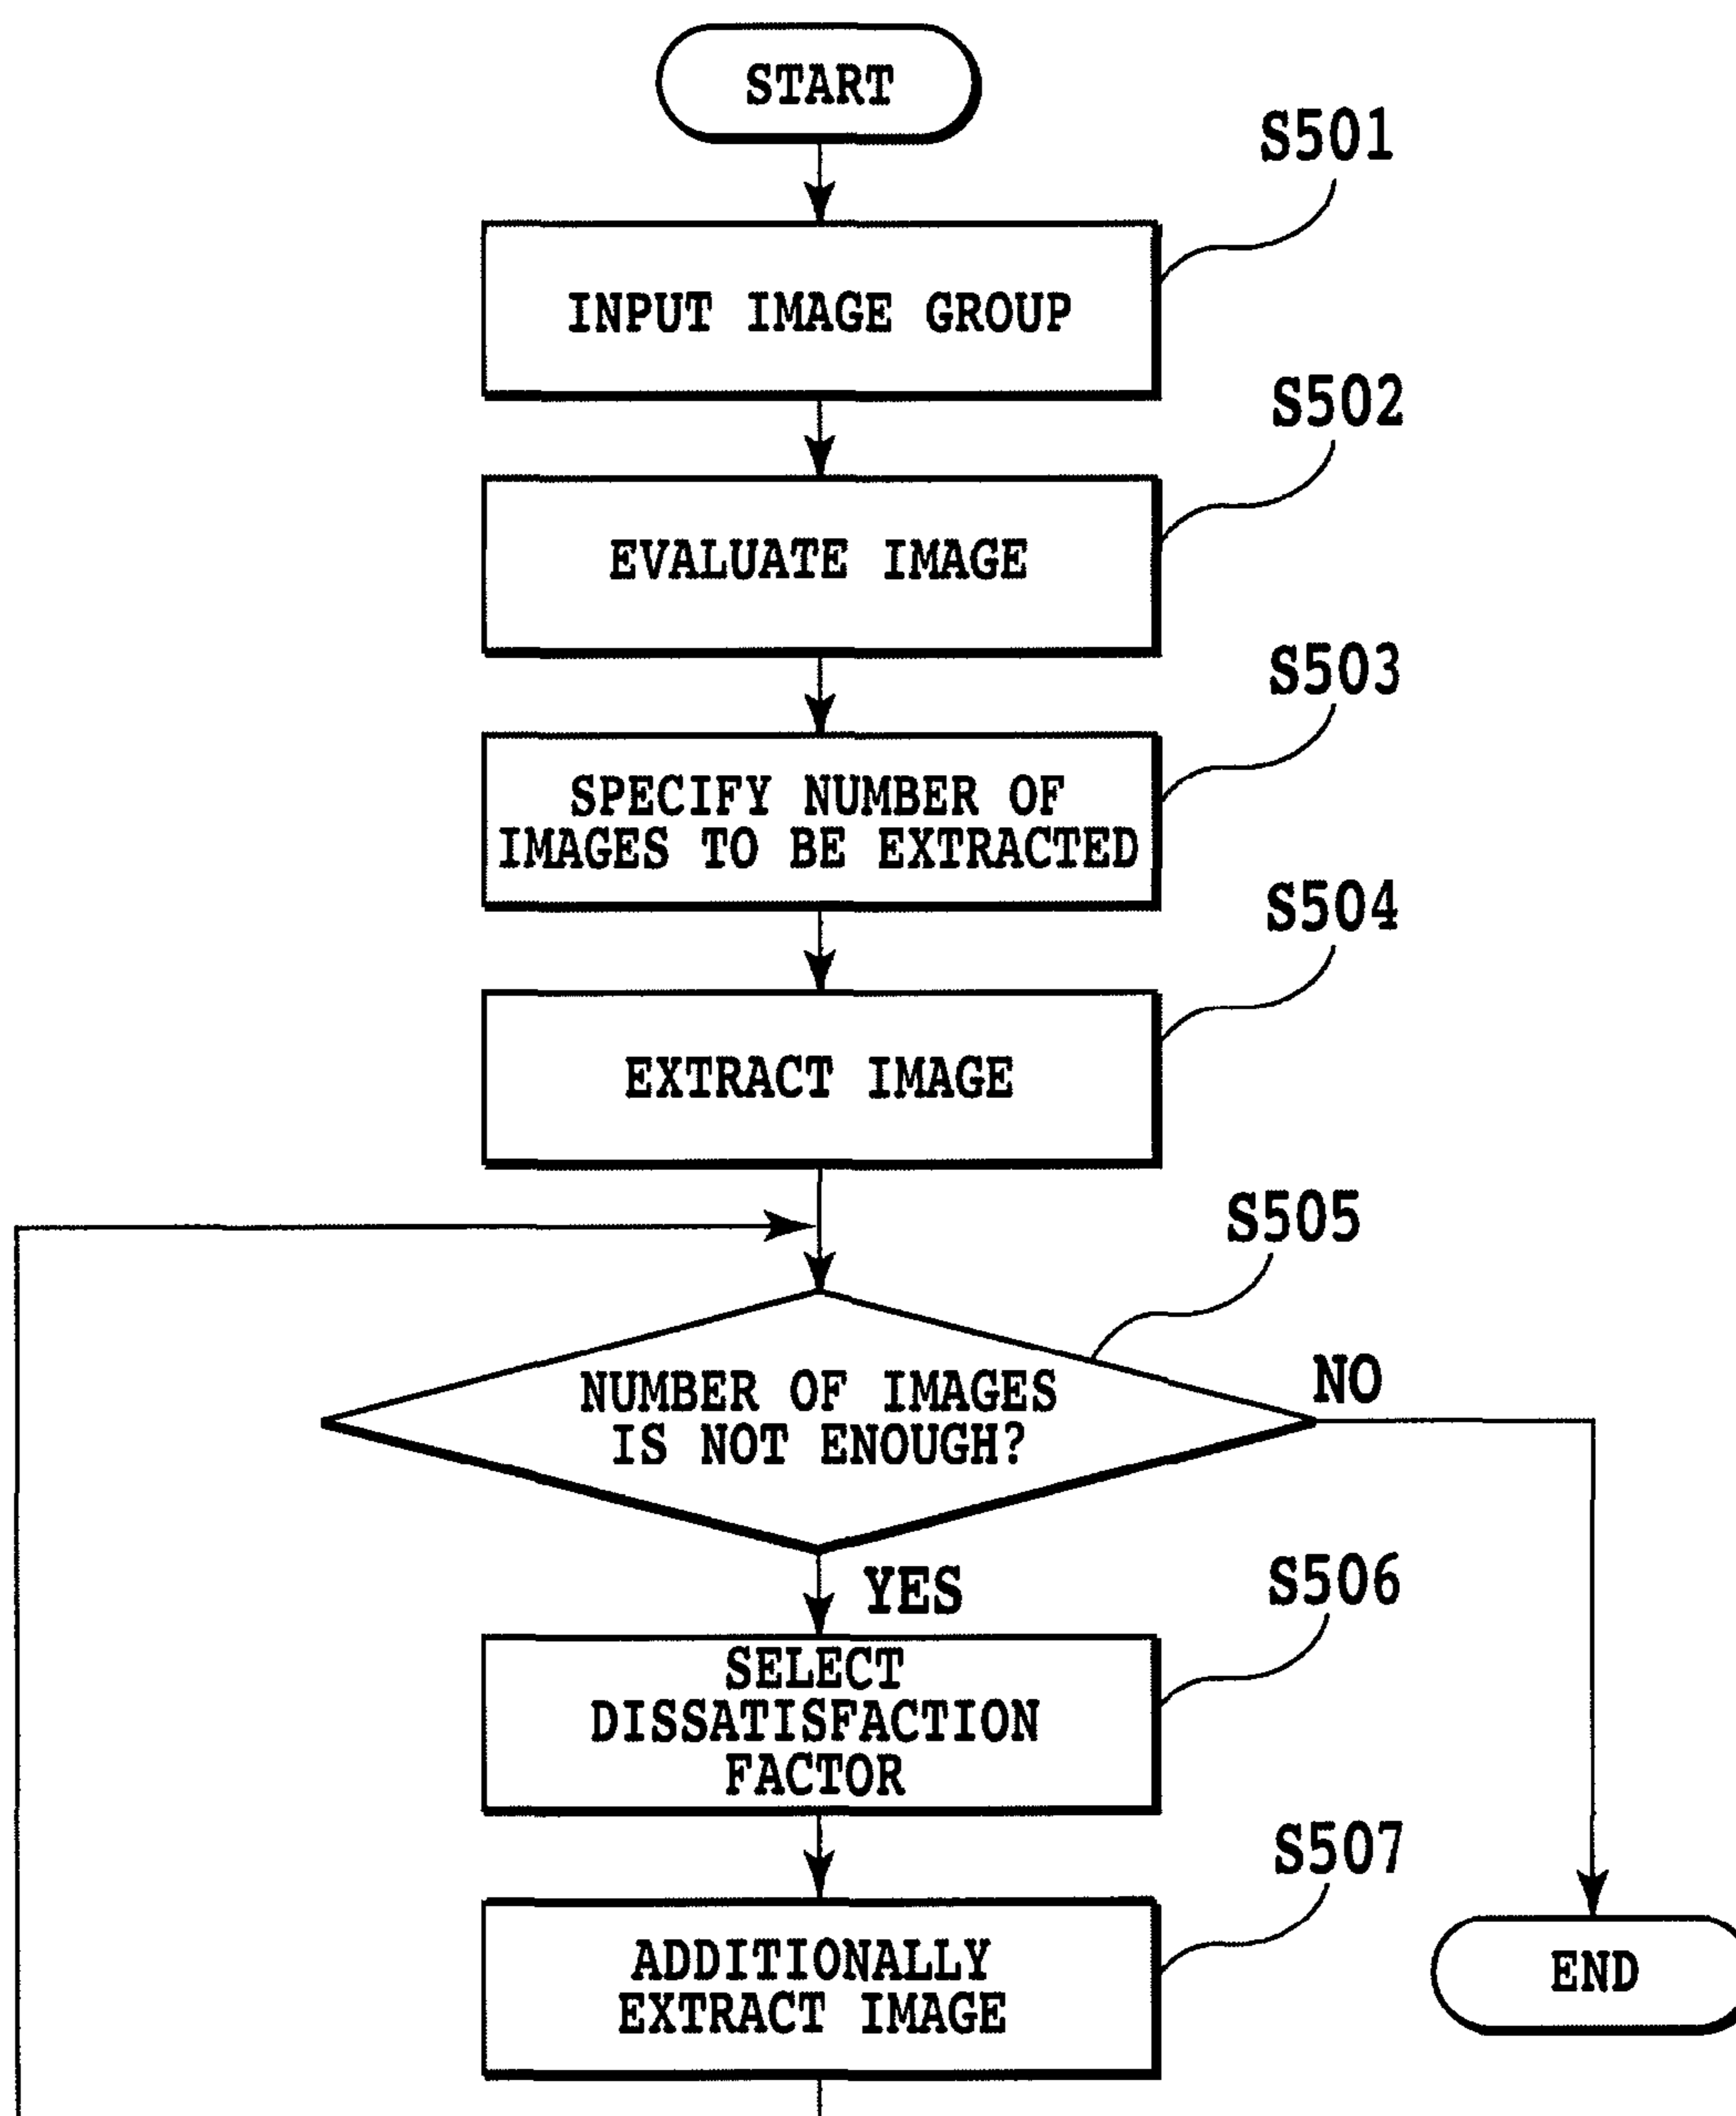 START
S501
INPUT IMAGE GROUP
S502
EVALUATE IMAGE
S503
SPECIFY NUMBER OF
IMAGES TO BE EXTRACTED
S504
EXTRACT IMAGE
S505
NUMBER OF IMAGES
IS NOT ENOUGH?
NO
YES
S506
SELECT
DISSATISFACTION
FACTOR
S507
ADDITIONALLY
EXTRACT IMAGE
END